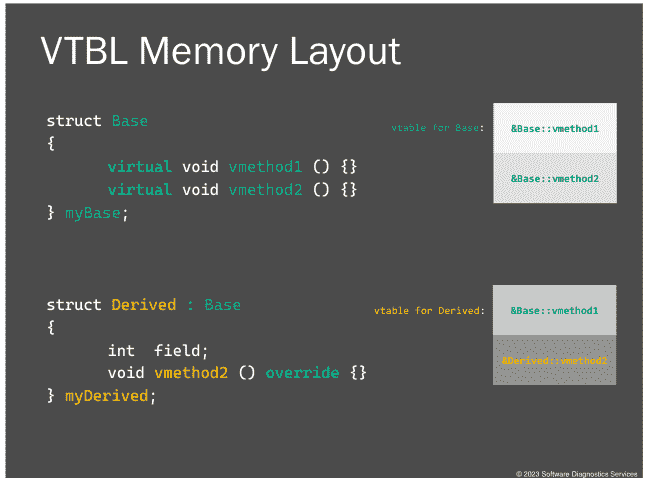 VTBL Memory Layout
struct Base
{
virtual void vmethod1 () {}
virtual void vmethod2 () {}
} myBase;
vtable for Base:
&Base::vmethod1
&Base::vmethod2
struct Derived : Base
{
int field;
void vmethod2 () override {}
} myDerived;
vtable for Derived:
&Base::vmethod1
&Derived::vmethod2
© 2023 Software Diagnostics Services